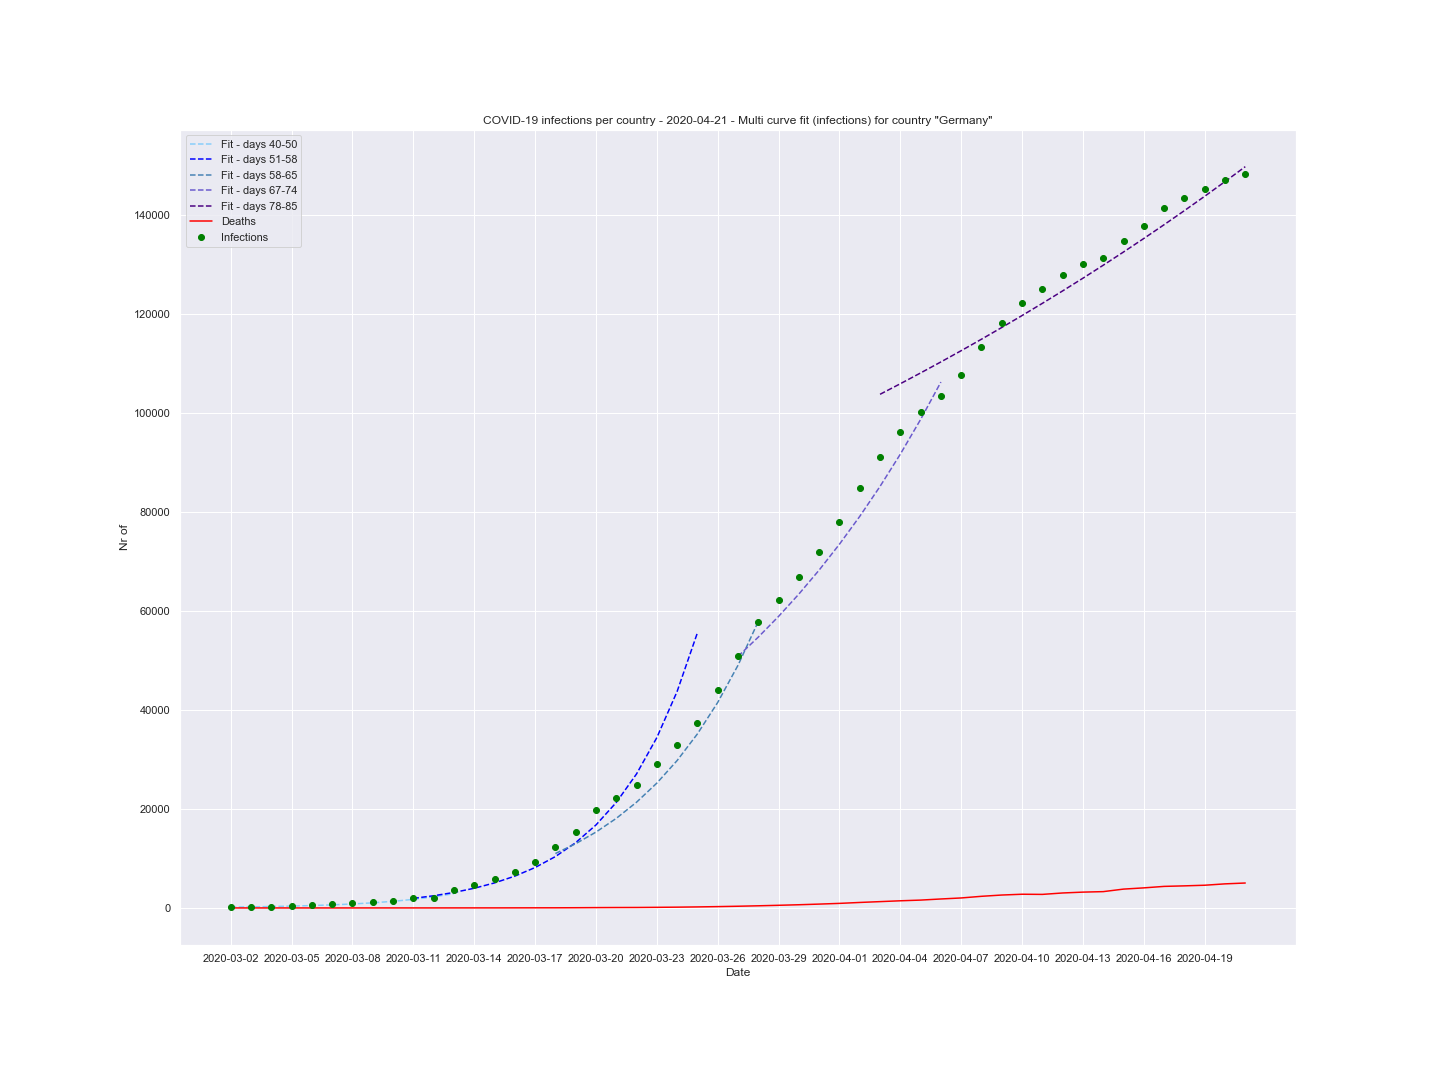 COVID-19 infections per country - 2020-04-21 - Multi curve fit (infections) for country "Germany"
Fit - days 40-50
Fit - days 51-58
Fit - days 58-65
Fit - days 67-74
Fit - days 78-85
Deaths
Infections
140000
120000
100000
80000
60000
40000
20000
0
Nr of
2020-03-02 2020-03-05 2020-03-08 2020-03-11 2020-03-14 2020-03-17 2020-03-20 2020-03-23 2020-03-26 2020-03-29 2020-04-01 2020-04-04 2020-04-07 2020-04-10 2020-04-13 2020-04-16 2020-04-19
Date